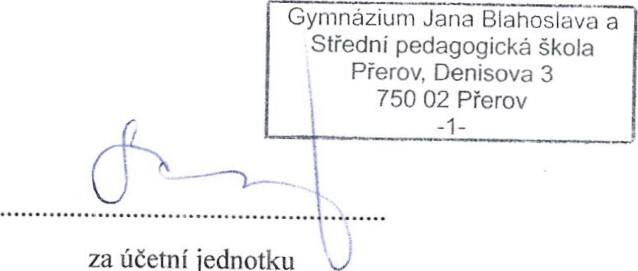 Gymnázium Jana Blahoslava a
Střední pedagogická škola
Přerov, Denisova 3
750 02 Přerov
-1-
za účetní jednotku